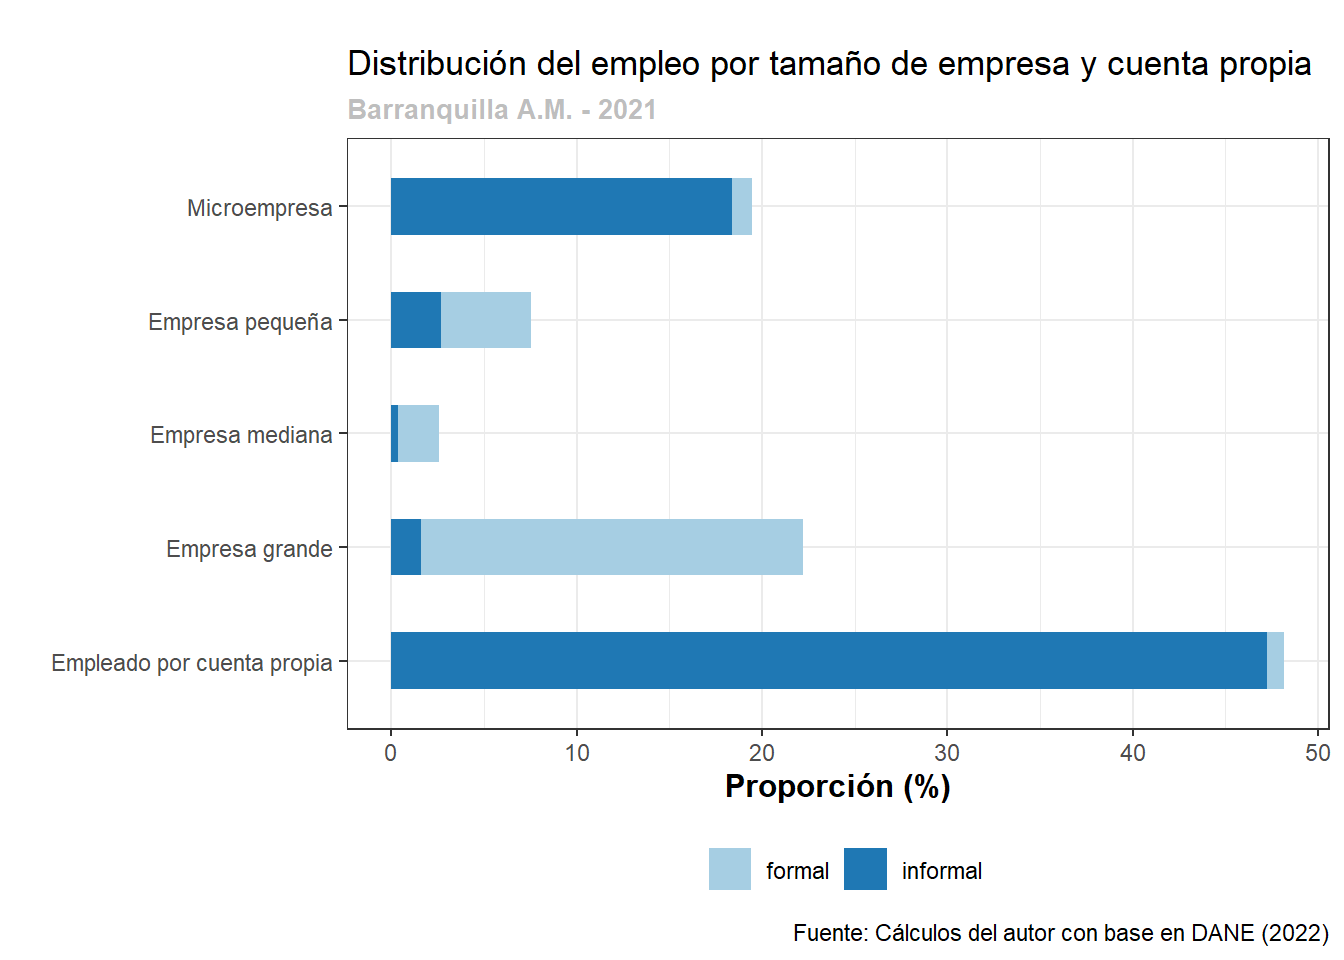 Distribución del empleo por tamaño de empresa y cuenta propia
Barranquilla A.M. - 2021
Microempresa
Empresa pequeña
Empresa mediana
Empresa grande
Empleado por cuenta propia
0 10 20 30 40 50
Proporción (%)
formal informal
Fuente: Cálculos del autor con base en DANE (2022)